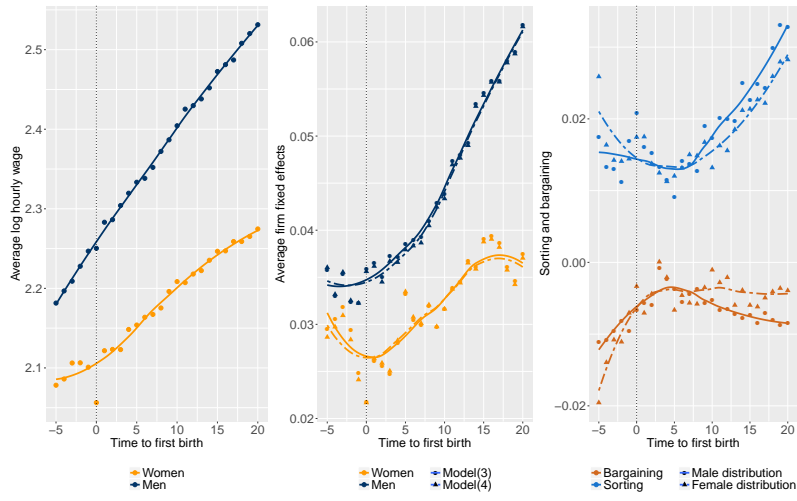 Average log hourly wage
2.5
2.4
2.3
2.2
2.1
−5 0 5 10 15 20
Time to first birth
Women
Men
Average firm fixed effects
0.06
0.05
0.04
0.03
0.02
−5 0 5 10 15 20
Time to first birth
Women Model(3)
Men Model(4)
Sorting and bargaining
0.02
0.00
−0.02
−5 0 5 10 15 20
Time to first birth
Bargaining Male distribution
Sorting Female distribution